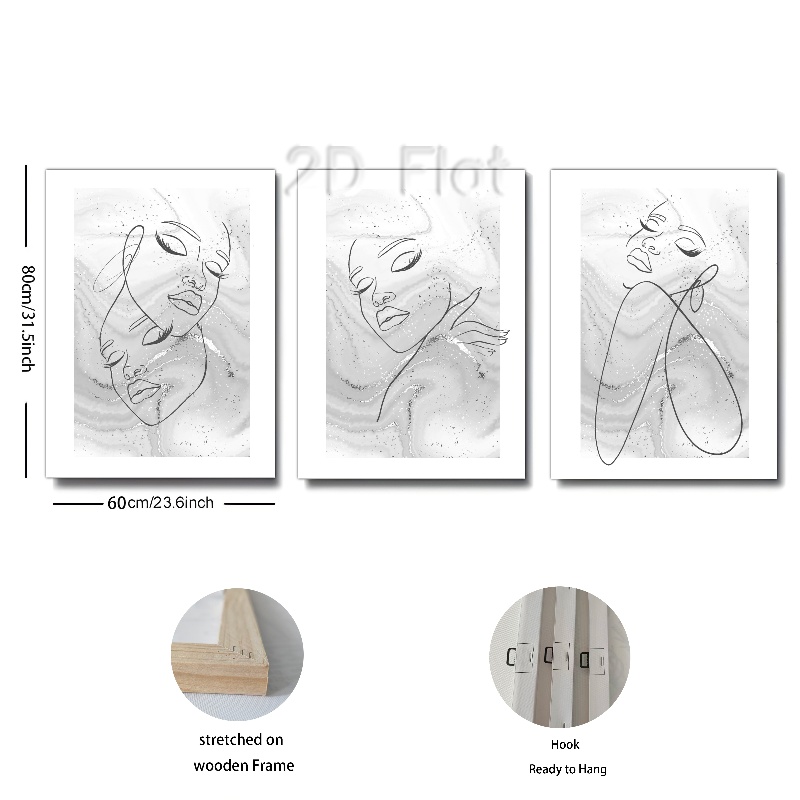 2D Flat
80cm/31.5inch
60cm/23.6inch
stretched on
wooden Frame
Hook
Ready to Hang